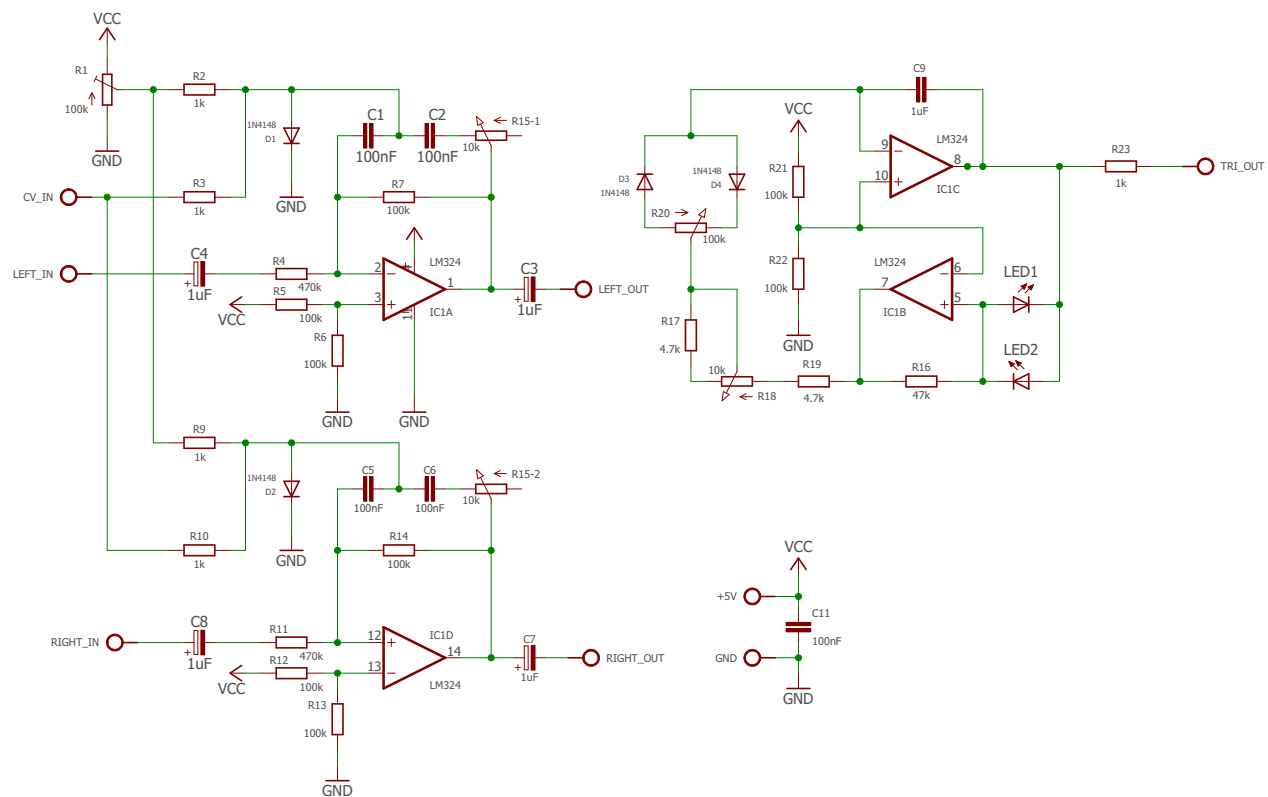 VCC
R1
100k
GND
R2
1k
1N4148
D1
GND
C1
100nF
C2
100nF
R15-1
10k
CV_IN
R3
1k
R7
100k
LEFT_IN
C4
+
1uF
R4
470k
R5
100k
VCC
R6
100k
GND
2
3
4
11
1
LM324
IC1A
GND
C3
+
1uF
LEFT_OUT
R9
1k
1N4148
D2
GND
C5
100nF
C6
100nF
R15-2
10k
R10
1k
R14
100k
RIGHT_IN
C8
+
1uF
R11
470k
R12
100k
VCC
R13
100k
GND
12
13
14
IC1D
LM324
C7
+
1uF
RIGHT_OUT
C9
1uF
VCC
R21
100k
9
10
8
LM324
IC1C
R23
1k
TRI_OUT
D3
1N4148
1N4148
D4
R20
100k
R22
100k
GND
LM324
7
6
5
IC1B
LED1
LED2
R17
4.7k
10k
R18
R19
4.7k
R16
47k
VCC
+5V
C11
100nF
GND
GND